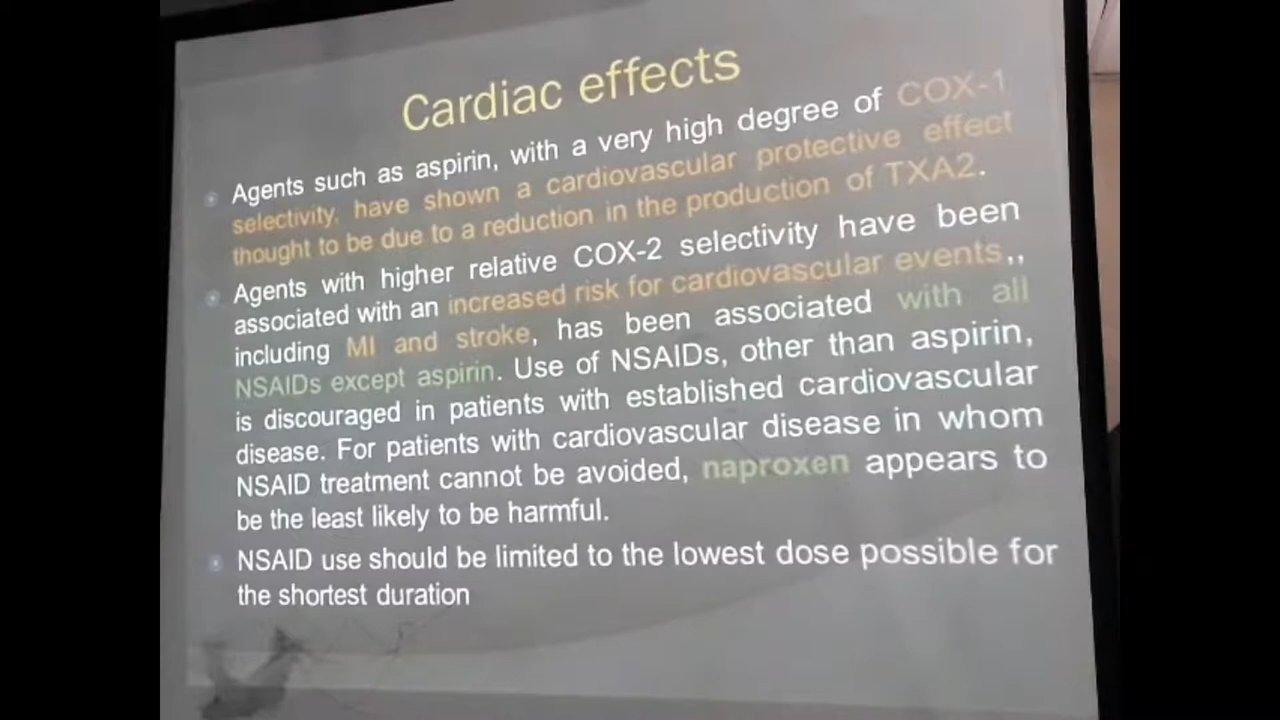 Cardiac effects
Agents such as aspirin, with a very high degree of COX-1
selectivity, have shown a cardiovascular protective effect
thought to be due to a reduction in the production of TXA2.
Agents with higher relative COX-2 selectivity have been
associated with an increased risk for cardiovascular events,,
including MI and stroke, has been associated with all
NSAIDs except aspirin. Use of NSAIDs, other than aspirin,
is discouraged in patients with established cardiovascular
disease. For patients with cardiovascular disease in whom
NSAID treatment cannot be avoided, naproxen appears to
be the least likely to be harmful.
NSAID use should be limited to the lowest dose possible for
the shortest duration